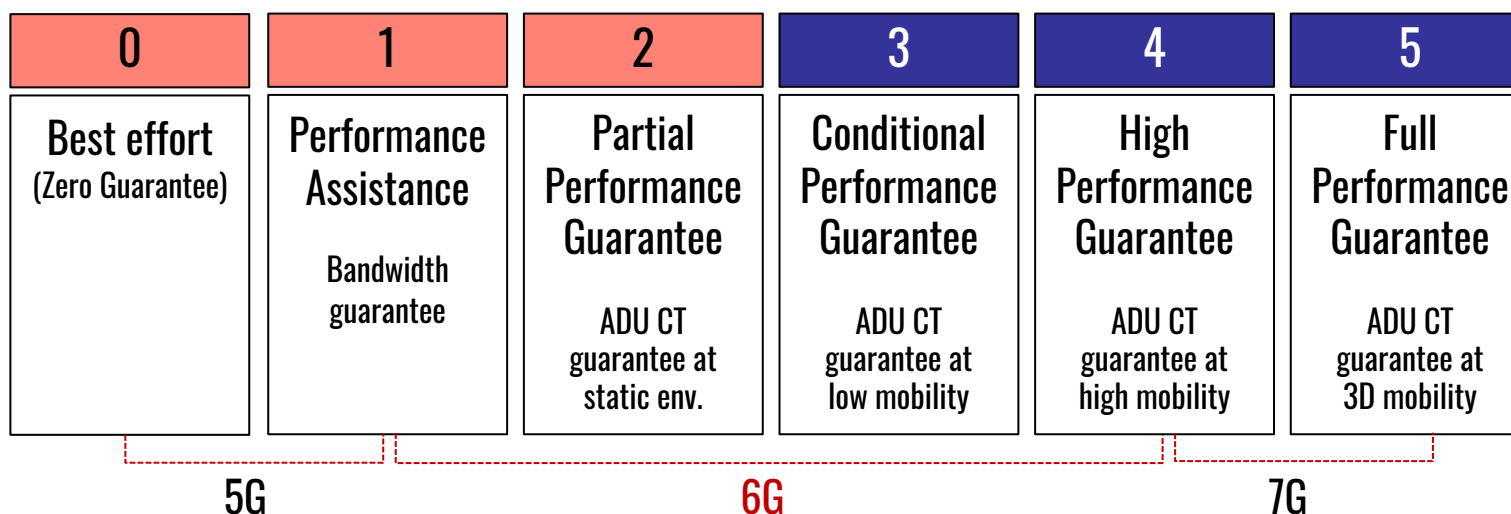 0
1
2
3
4
5
Best effort
(Zero Guarantee)
Performance
Assistance
Bandwidth
guarantee
Partial
Performance
Guarantee
ADU CT
guarantee at
static env.
Conditional
Performance
Guarantee
ADU CT
guarantee at
low mobility
High
Performance
Guarantee
ADU CT
guarantee at
high mobility
Full
Performance
Guarantee
ADU CT
guarantee at
3D mobility
5G
6G
7G